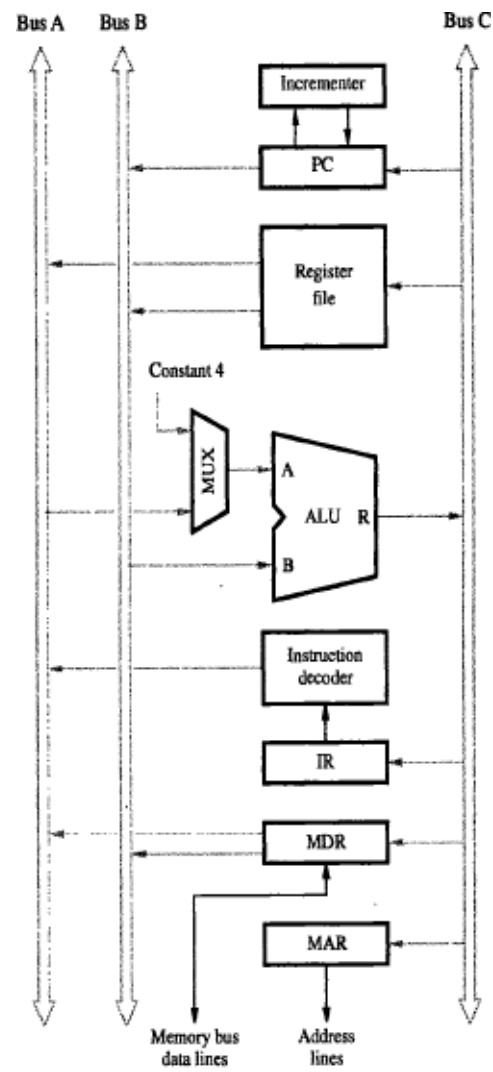 Bus A Bus B Bus C
Incrementer
PC
Register
file
Constant 4
MUX
A
ALU R
B
Instruction
decoder
IR
MDR
MAR
Memory bus
data lines
Address
lines